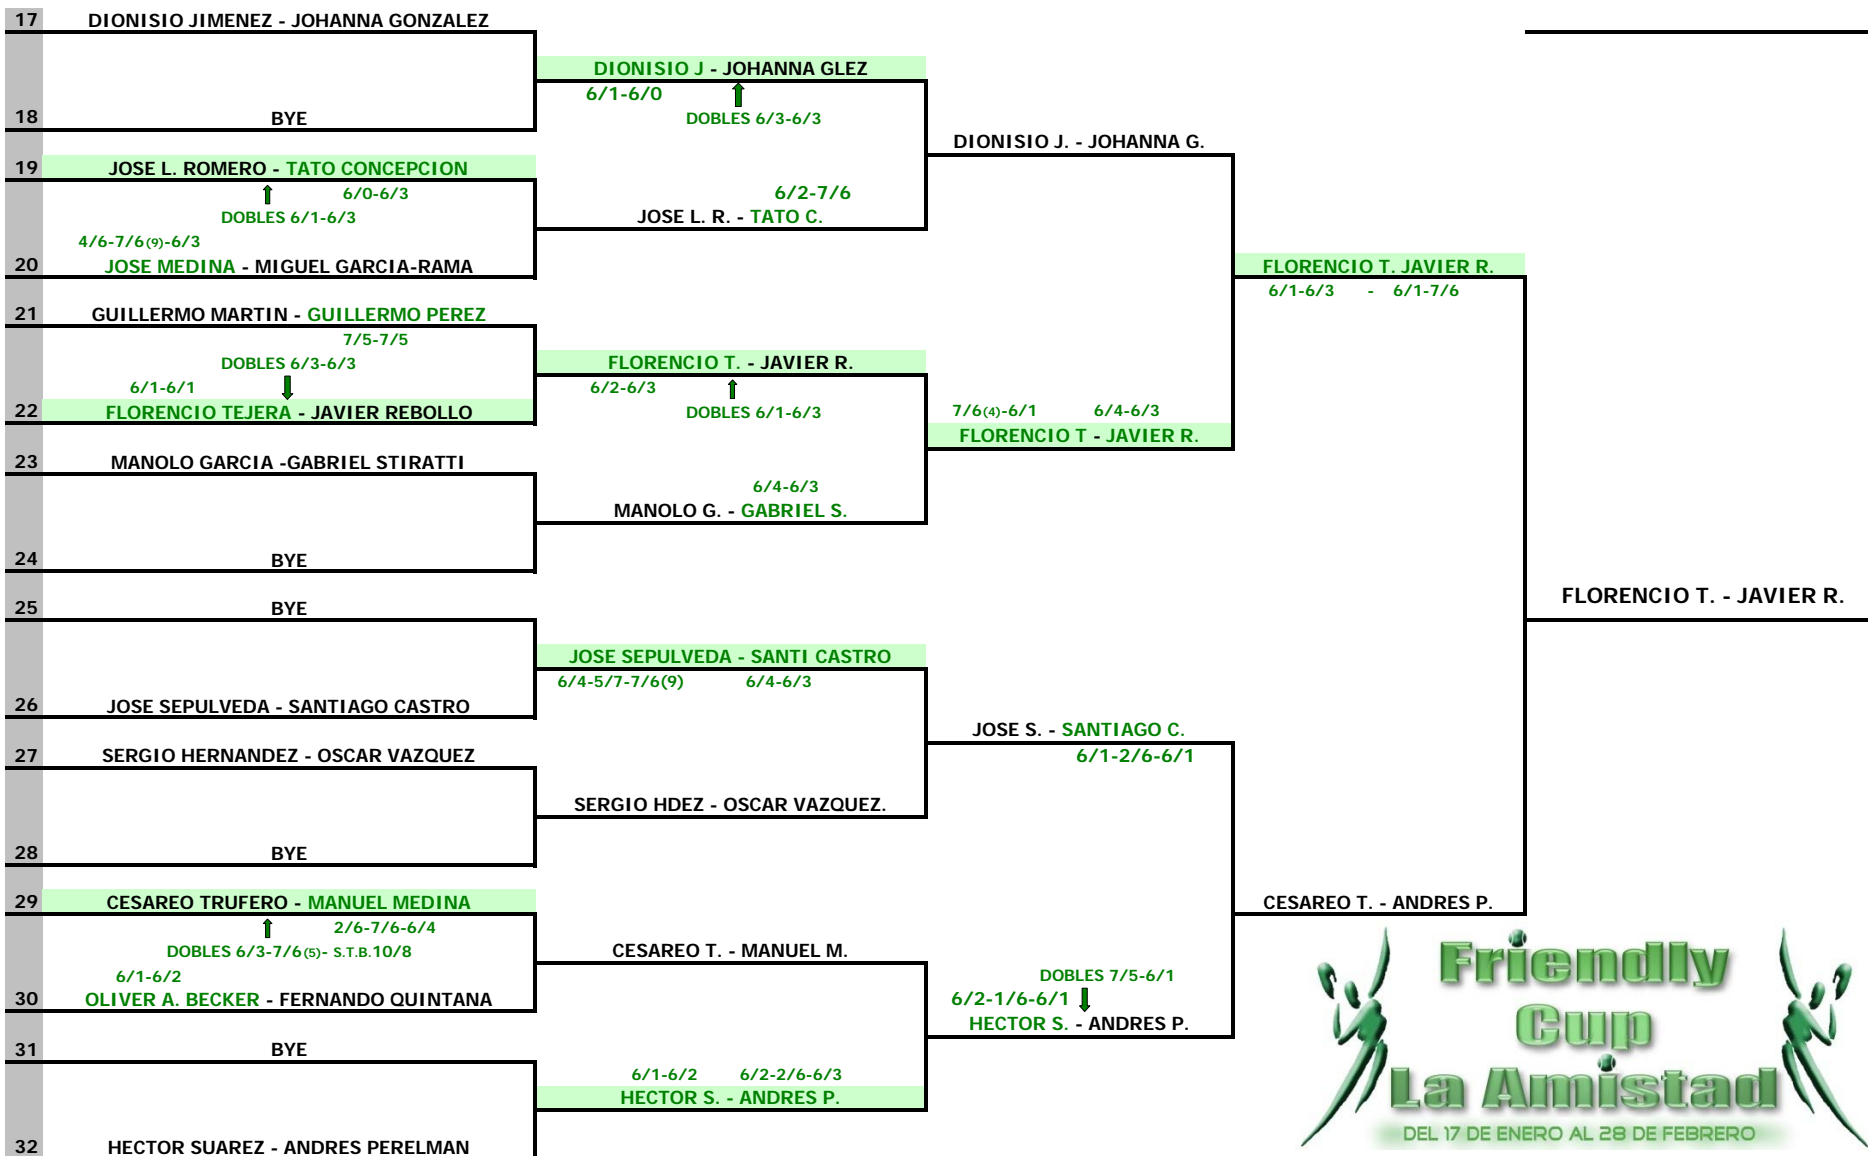 17 DIONISIO JIMENEZ - JOHANNA GONZALEZ
DIONISIO J - JOHANNA GLEZ
6/1-6/0
18 BYE
DOBLES 6/3-6/3
DIONISIO J. - JOHANNA G.
19 JOSE L. ROMERO - TATO CONCEPCION
6/0-6/3
6/2-7/6
DOBLES 6/1-6/3
JOSE L. R. - TATO C.
4/6-7/6(9)-6/3
20 JOSE MEDINA - MIGUEL GARCIA-RAMA
FLORENCIO T. JAVIER R.
6/1-6/3 - 6/1-7/6
21 GUILLERMO MARTIN - GUILLERMO PEREZ
7/5-7/5
DOBLES 6/3-6/3
FLORENCIO T. - JAVIER R.
6/1-6/1
6/2-6/3
22 FLORENCIO TEJERA - JAVIER REBOLLO
DOBLES 6/1-6/3
7/6(4)-6/1 6/4-6/3
FLORENCIO T - JAVIER R.
23 MANOLO GARCIA -GABRIEL STIRATTI
6/4-6/3
MANOLO G. - GABRIEL S.
24 BYE
25 BYE
FLORENCIO T. - JAVIER R.
JOSE SEPULVEDA - SANTI CASTRO
6/4-5/7-7/6(9) 6/4-6/3
26 JOSE SEPULVEDA - SANTIAGO CASTRO
JOSE S. - SANTIAGO C.
27 SERGIO HERNANDEZ - OSCAR VAZQUEZ
6/1-2/6-6/1
SERGIO HDEZ - OSCAR VAZQUEZ.
28 BYE
29 CESAREO TRUFERO - MANUEL MEDINA
CESAREO T. - ANDRES P.
2/6-7/6-6/4
DOBLES 6/3-7/6(5)- S.T.B.10/8
CESAREO T. - MANUEL M.
6/1-6/2
DOBLES 7/5-6/1
30 OLIVER A. BECKER - FERNANDO QUINTANA
6/2-1/6-6/1
HECTOR S. - ANDRES P.
31 BYE
6/1-6/2 6/2-2/6-6/3
HECTOR S. - ANDRES P.
32 HECTOR SUAREZ - ANDRES PERELMAN
Friendly
Cup
La Amistad
DEL 17 DE ENERO AL 28 DE FEBRERO